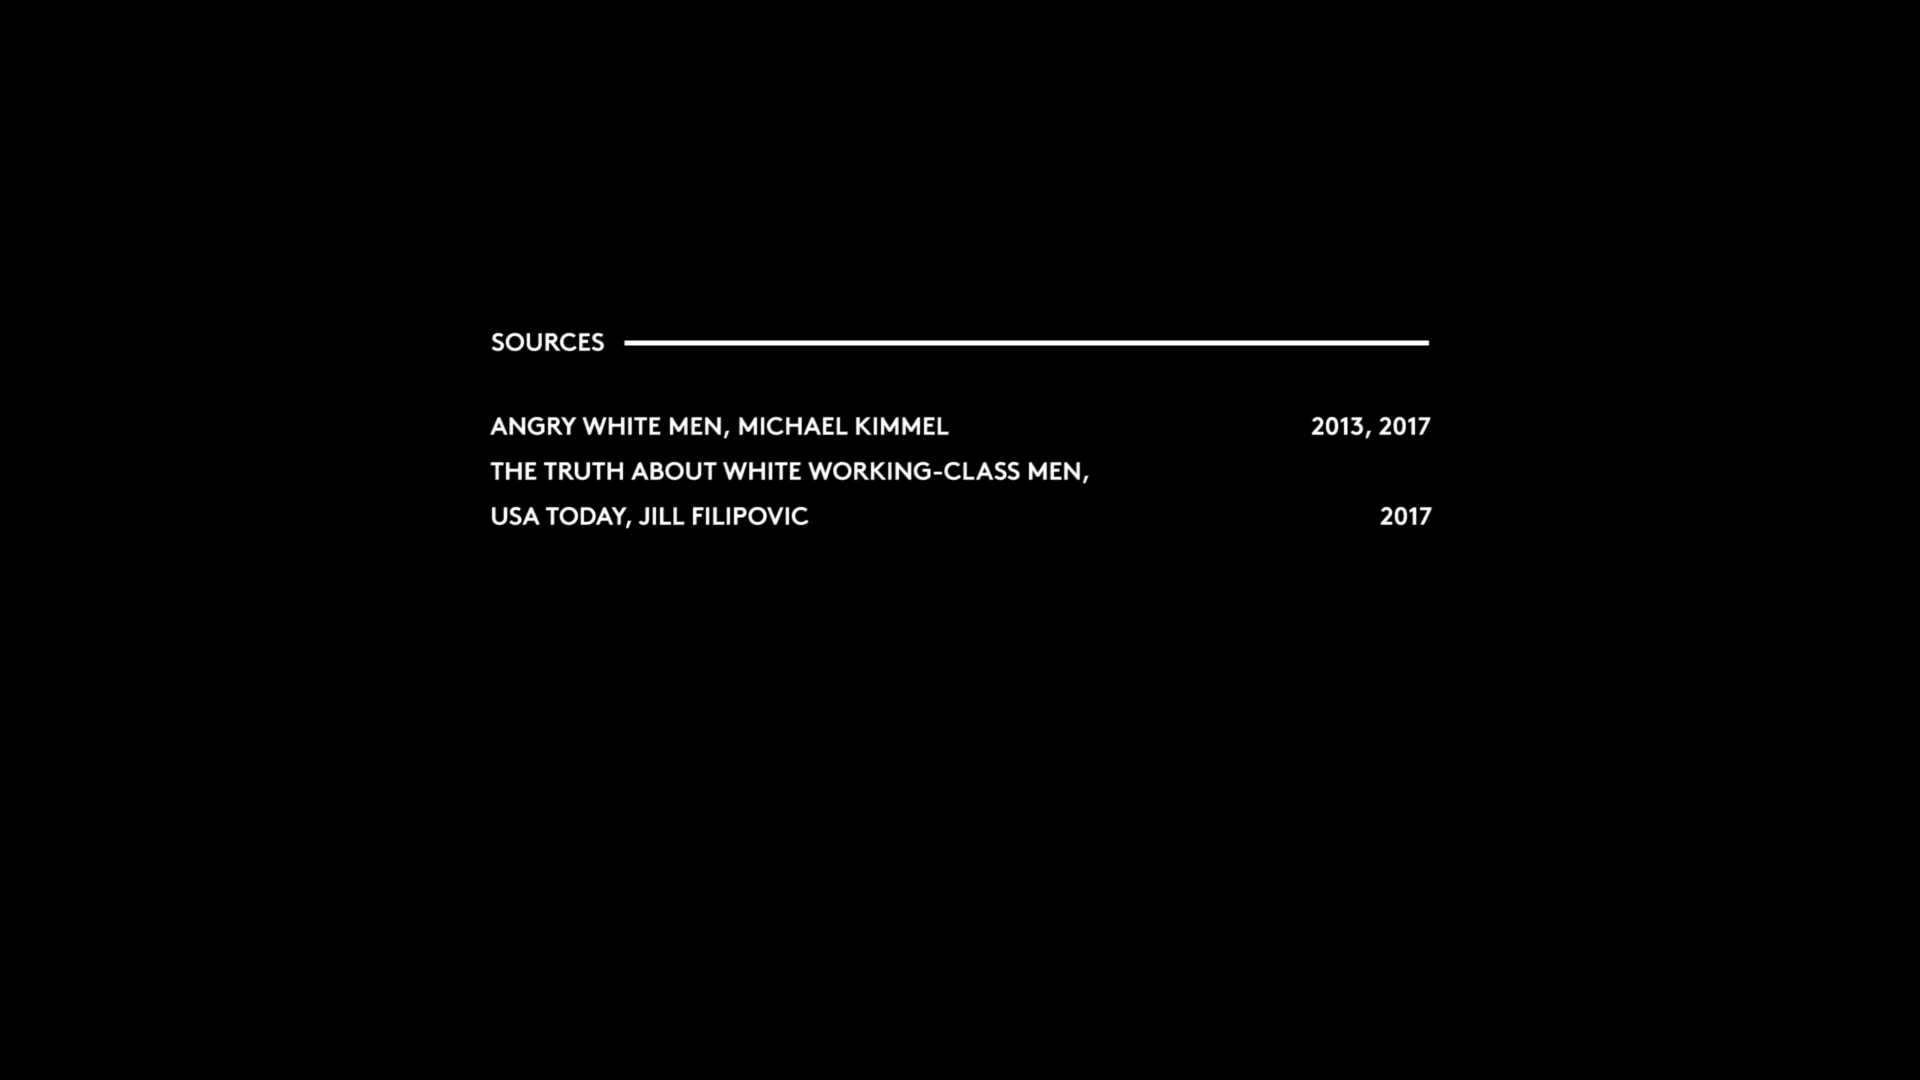 SOURCES
ANGRY WHITE MEN, MICHAEL KIMMEL 2013, 2017
THE TRUTH ABOUT WHITE WORKING-CLASS MEN,
USA TODAY, JILL FILIPOVIC 2017